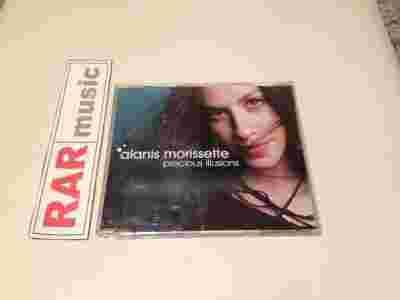 RAR music
alanis morissette
precious illusions